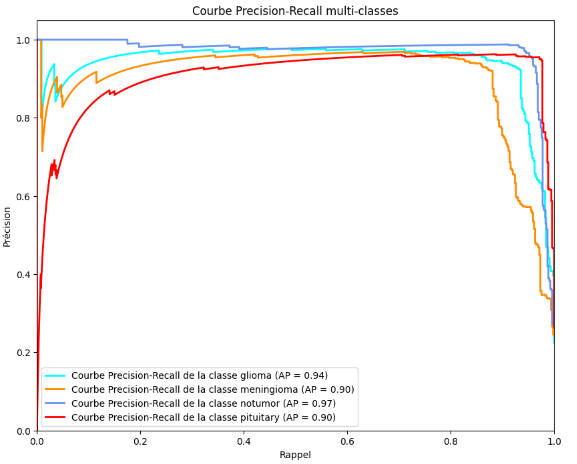 Courbe Precision-Recall multi-classes
1.0
0.8
0.6
0.4
0.2
0.0
Précision
Courbe Precision-Recall de la classe glioma (AP = 0.94)
Courbe Precision-Recall de la classe meningioma (AP = 0.90)
Courbe Precision-Recall de la classe notumor (AP = 0.97)
Courbe Precision-Recall de la classe pituitary (AP = 0.90)
0.0 0.2 0.4 0.6 0.8 1.0
Rappel